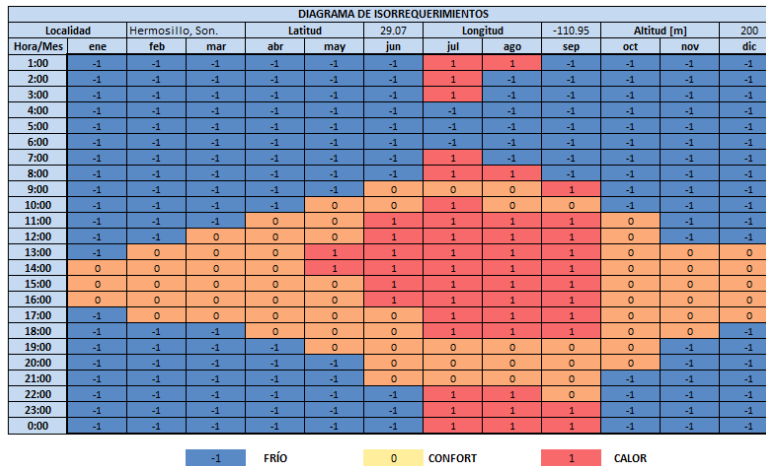 DIAGRAMA DE ISORREQUERIMIENTOS
Localidad Hermosillo, Son. Latitud 29.07 Longitud -110.95 Altitud [m] 200
Hora/Mes ene feb mar abr may jun jul ago sep oct nov dic
1:00 -1 -1 -1 -1 -1 -1 1 1 -1 -1 -1 -1
2:00 -1 -1 -1 -1 -1 -1 1 -1 -1 -1 -1 -1
3:00 -1 -1 -1 -1 -1 -1 1 -1 -1 -1 -1 -1
4:00 -1 -1 -1 -1 -1 -1 -1 -1 -1 -1 -1 -1
5:00 -1 -1 -1 -1 -1 -1 -1 -1 -1 -1 -1 -1
6:00 -1 -1 -1 -1 -1 -1 -1 -1 -1 -1 -1 -1
7:00 -1 -1 -1 -1 -1 -1 1 -1 -1 -1 -1 -1
8:00 -1 -1 -1 -1 -1 -1 1 1 -1 -1 -1 -1
9:00 -1 -1 -1 -1 -1 0 0 0 1 -1 -1 -1
10:00 -1 -1 -1 -1 0 0 1 0 0 -1 -1 -1
11:00 -1 -1 -1 0 0 1 1 1 1 0 -1 -1
12:00 -1 -1 0 0 0 1 1 1 1 0 -1 -1
13:00 -1 0 0 0 1 1 1 1 1 0 0 0
14:00 0 0 0 0 1 1 1 1 1 0 0 0
15:00 0 0 0 0 0 1 1 1 1 0 0 0
16:00 0 0 0 0 0 1 1 1 1 0 0 0
17:00 -1 0 0 0 0 0 1 1 1 0 0 0
18:00 -1 -1 -1 0 0 0 1 1 1 0 0 -1
19:00 -1 -1 -1 -1 0 0 0 0 0 0 -1 -1
20:00 -1 -1 -1 -1 -1 0 0 0 0 0 -1 -1
21:00 -1 -1 -1 -1 -1 0 0 0 0 -1 -1 -1
22:00 -1 -1 -1 -1 -1 -1 1 1 0 -1 -1 -1
23:00 -1 -1 -1 -1 -1 -1 1 1 1 -1 -1 -1
0:00 -1 -1 -1 -1 -1 -1 1 1 1 -1 -1 -1
-1 FRÍO 0 CONFORT 1 CALOR